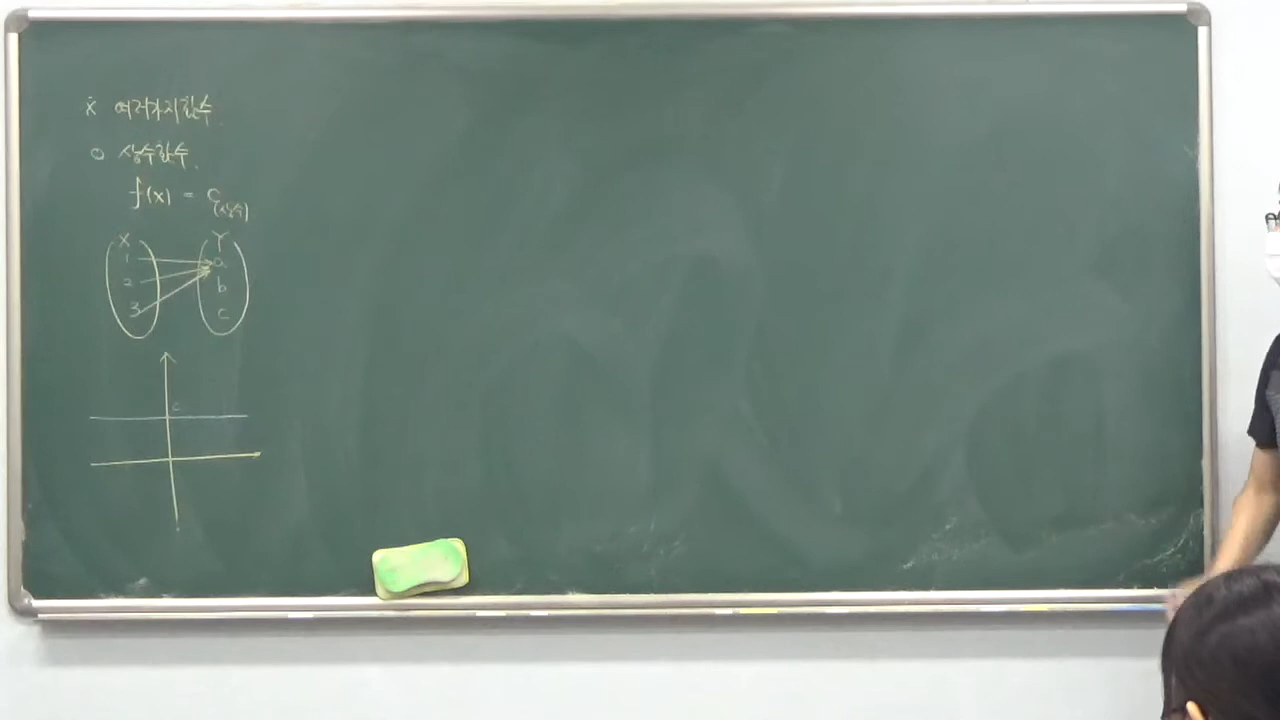 ※ 여러가지함수.
○ 상수함수.
f(x) = c
(상수)
X Y
1 a
2 b
3 c
c